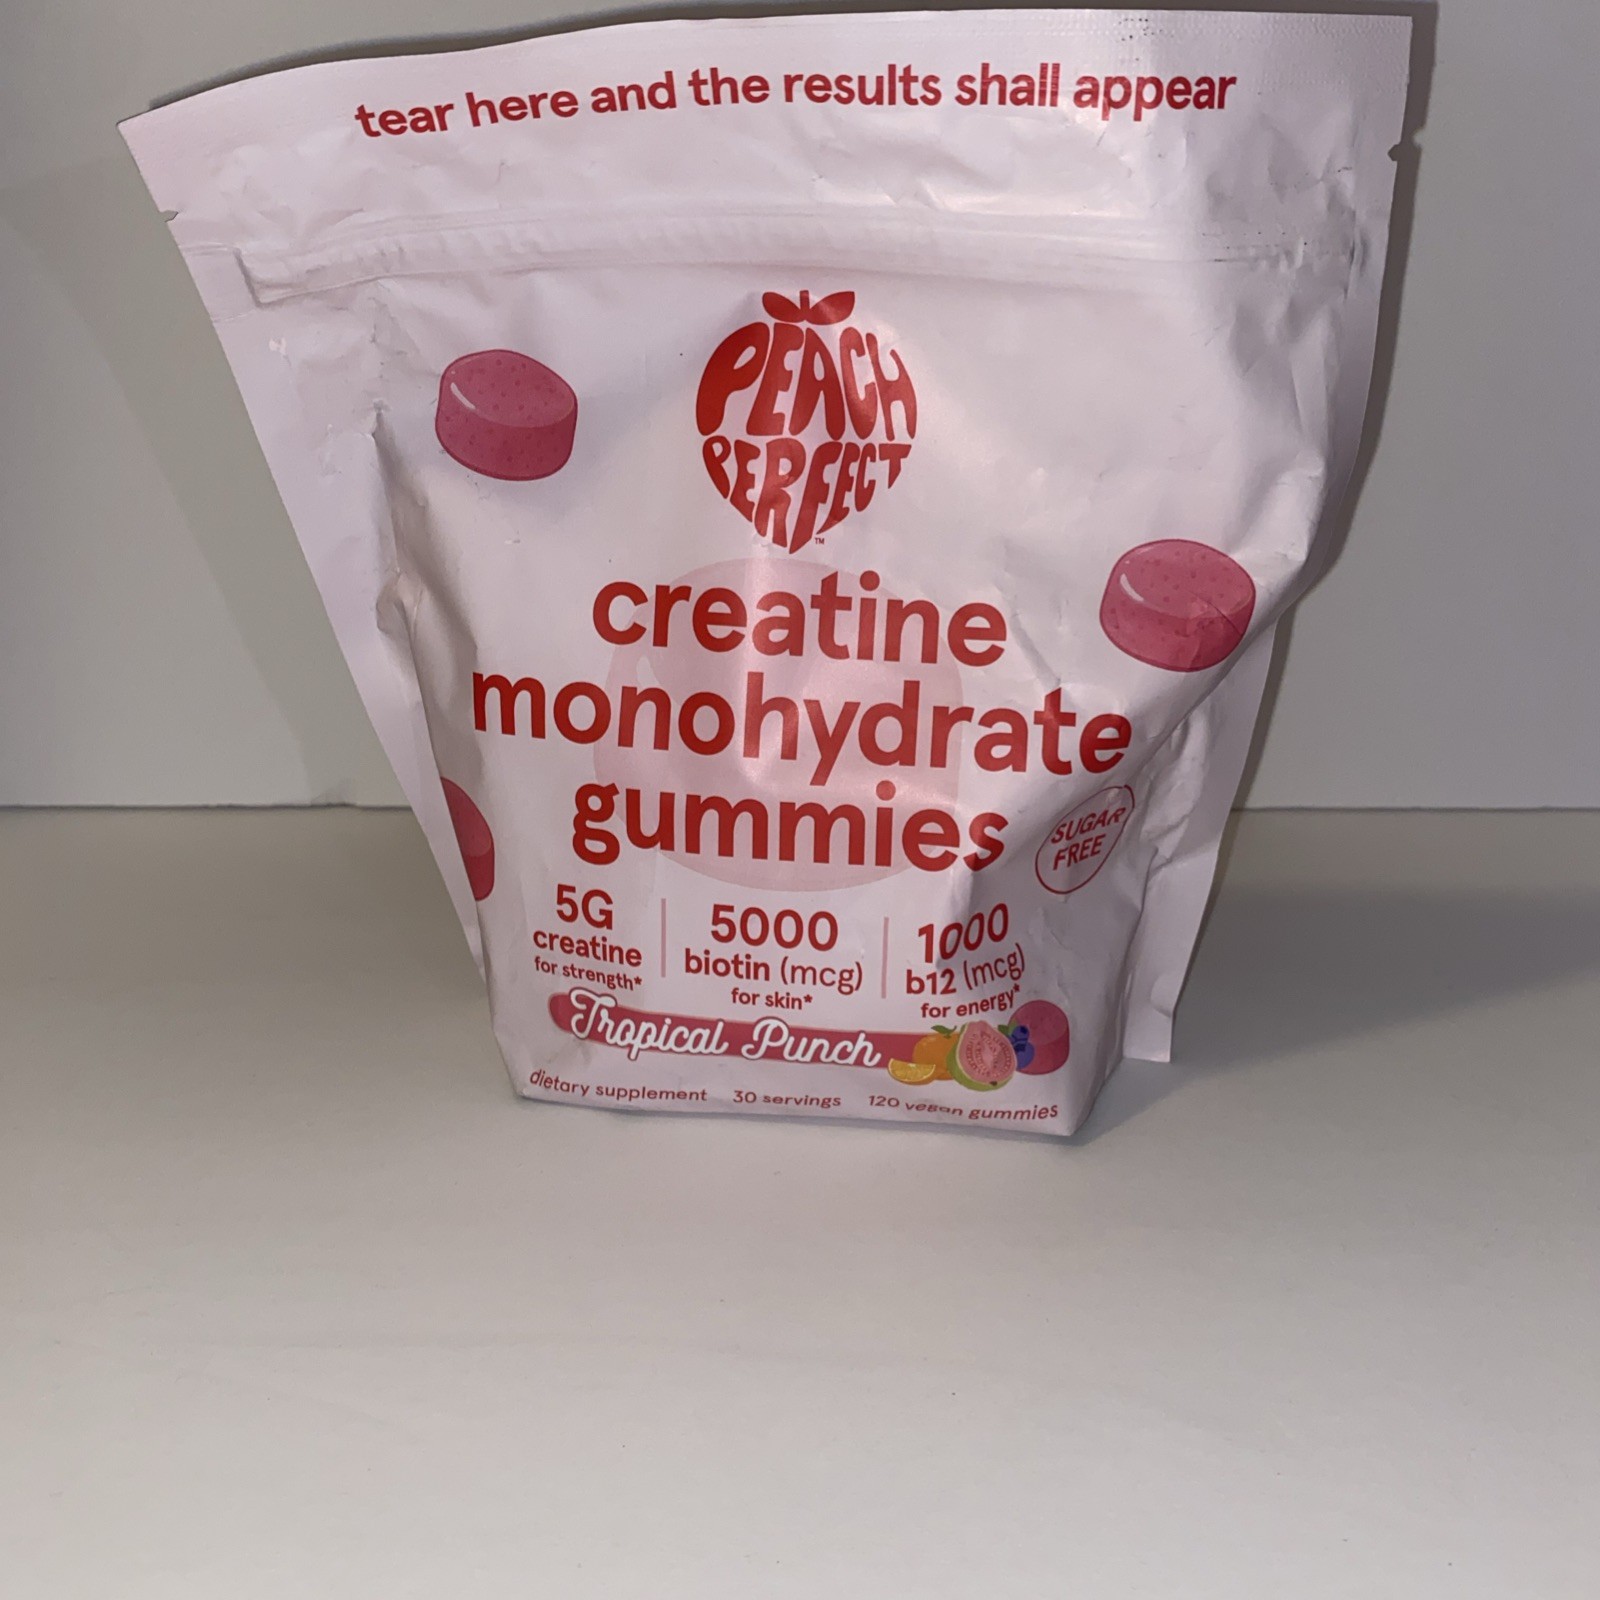 tear here and the results shall appear
PEACH
PERFECT
TM
creatine
monohydrate
gummies
SUGAR
FREE
5G
creatine
for strength*
5000
biotin (mcg)
for skin*
1000
b12 (mcg)
for energy*
Tropical Punch
dietary supplement 30 servings 120 vegan gummies